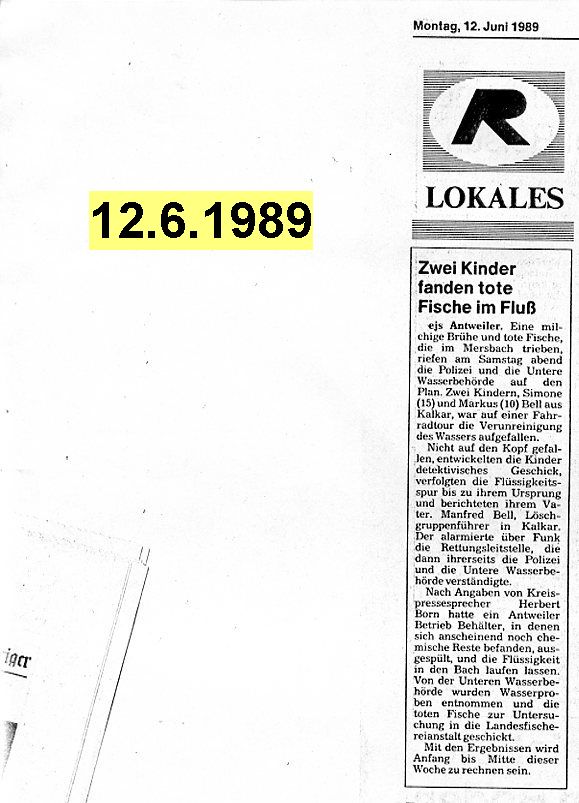 Montag, 12. Juni 1989
R
LOKALES
12.6.1989
Zwei Kinder
fanden tote
Fische im Fluß
ejs Antweiler. Eine mil-
chige Brühe und tote Fische,
die im Mersbach trieben,
riefen am Samstag abend
die Polizei und die Untere
Wasserbehörde auf den
Plan. Zwei Kindern, Simone
(15) und Markus (10) Bell aus
Kalkar, war auf einer Fahr-
radtour die Verunreinigung
des Wassers aufgefallen.
Nicht auf den Kopf gefal-
len, entwickelten die Kinder
detektivisches Geschick,
verfolgten die Flüssigkeits-
spur bis zu ihrem Ursprung
und berichteten ihrem Va-
ter. Manfred Bell, Lösch-
gruppenführer in Kalkar.
Der alarmierte über Funk
die Rettungsleitstelle, die
dann ihrerseits die Polizei
und die Untere Wasserbe-
hörde verständigte.
Nach Angaben von Kreis-
pressesprecher Herbert
Born hatte ein Antweiler
Betrieb Behälter, in denen
sich anscheinend noch che-
mische Reste befanden, aus-
gespült, und die Flüssigkeit
in den Bach laufen lassen.
Von der Unteren Wasserbe-
hörde wurden Wasserpro-
ben entnommen und die
toten Fische zur Untersu-
chung in die Landesfische-
reianstalt geschickt.
Mit den Ergebnissen wird
Anfang bis Mitte dieser
Woche zu rechnen sein.
iger